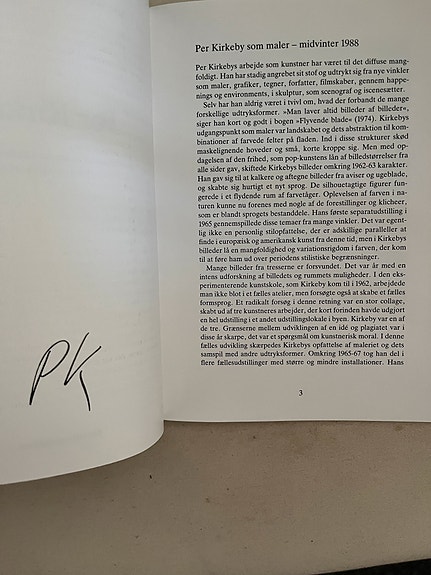 PK
Per Kirkeby som maler – midvinter 1988
Per Kirkebys arbejde som kunstner har været til det diffuse mang-
foldigt. Han har stadig angrebet sit stof og udtrykt sig fra nye vinkler
som maler, grafiker, tegner, forfatter, filmskaber, gennem happe-
nings og environments, i skulptur, som scenograf og iscenesætter.
Selv har han aldrig været i tvivl om, hvad der forbandt de mange
forskellige udtryksformer. »Man laver altid billeder af billeder«,
siger han kort og godt i bogen »Flyvende blade« (1974). Kirkebys
udgangspunkt som maler var landskabet og dets abstraktion til kom-
binationer af farvede felter på fladen. Ind i disse strukturer skød
maskelignende hoveder og små, korte kroppe sig. Men med op-
dagelsen af den frihed, som pop-kunstens lån af billedstørrelser fra
alle sider gav, skiftede Kirkebys billeder omkring 1962-63 karakter.
Han gav sig til at kalkere og aftegne billeder fra aviser og ugeblade,
og skabte sig hurtigt et nyt sprog. De silhouetagtige figurer fun-
gerede i et flydende rum af farvetåger. Oplevelsen af farven i na-
turen kunne nu forenes med nogle af de forestillinger og klicheer,
som er blandt sprogets bestanddele. Hans første separatudstilling i
1965 gennemspillede disse temaer fra mange vinkler. Det var egent-
lig ikke en personlig stilopfattelse, der er adskillige paralleller at
finde i europæisk og amerikansk kunst fra denne tid, men i Kirkebys
billeder lå en mangfoldighed og variationsrigdom i farven, der kom
til at føre ham ud over periodens stilistiske begrænsninger.
Mange billeder fra tresserne er forsvundet. Det var år med en
intens udforskning af billedets og rummets muligheder. I den eks-
perimenterende kunstskole, som Kirkeby kom til i 1962, arbejdede
man ikke blot i et fælles atelier, men forsøgte også at skabe et fælles
formsprog. Et radikalt forsøg i denne retning var en stor collage,
skabt ud af tre kunstneres arbejder, der kort forinden havde udgjort
en hel udstilling i et andet udstillingslokale i byen. Kirkeby var en af
de tre. Grænserne mellem udviklingen af en idé og plagiatet var i
disse år skarpe, det var et spørgsmål om kunstnerisk moral. I denne
fælles udvikling skærpedes Kirkebys opfattelse af maleriet og dets
samspil med andre udtryksformer. Omkring 1965-67 tog han del i
flere fællesudstillinger med større og mindre installationer. Hans
3